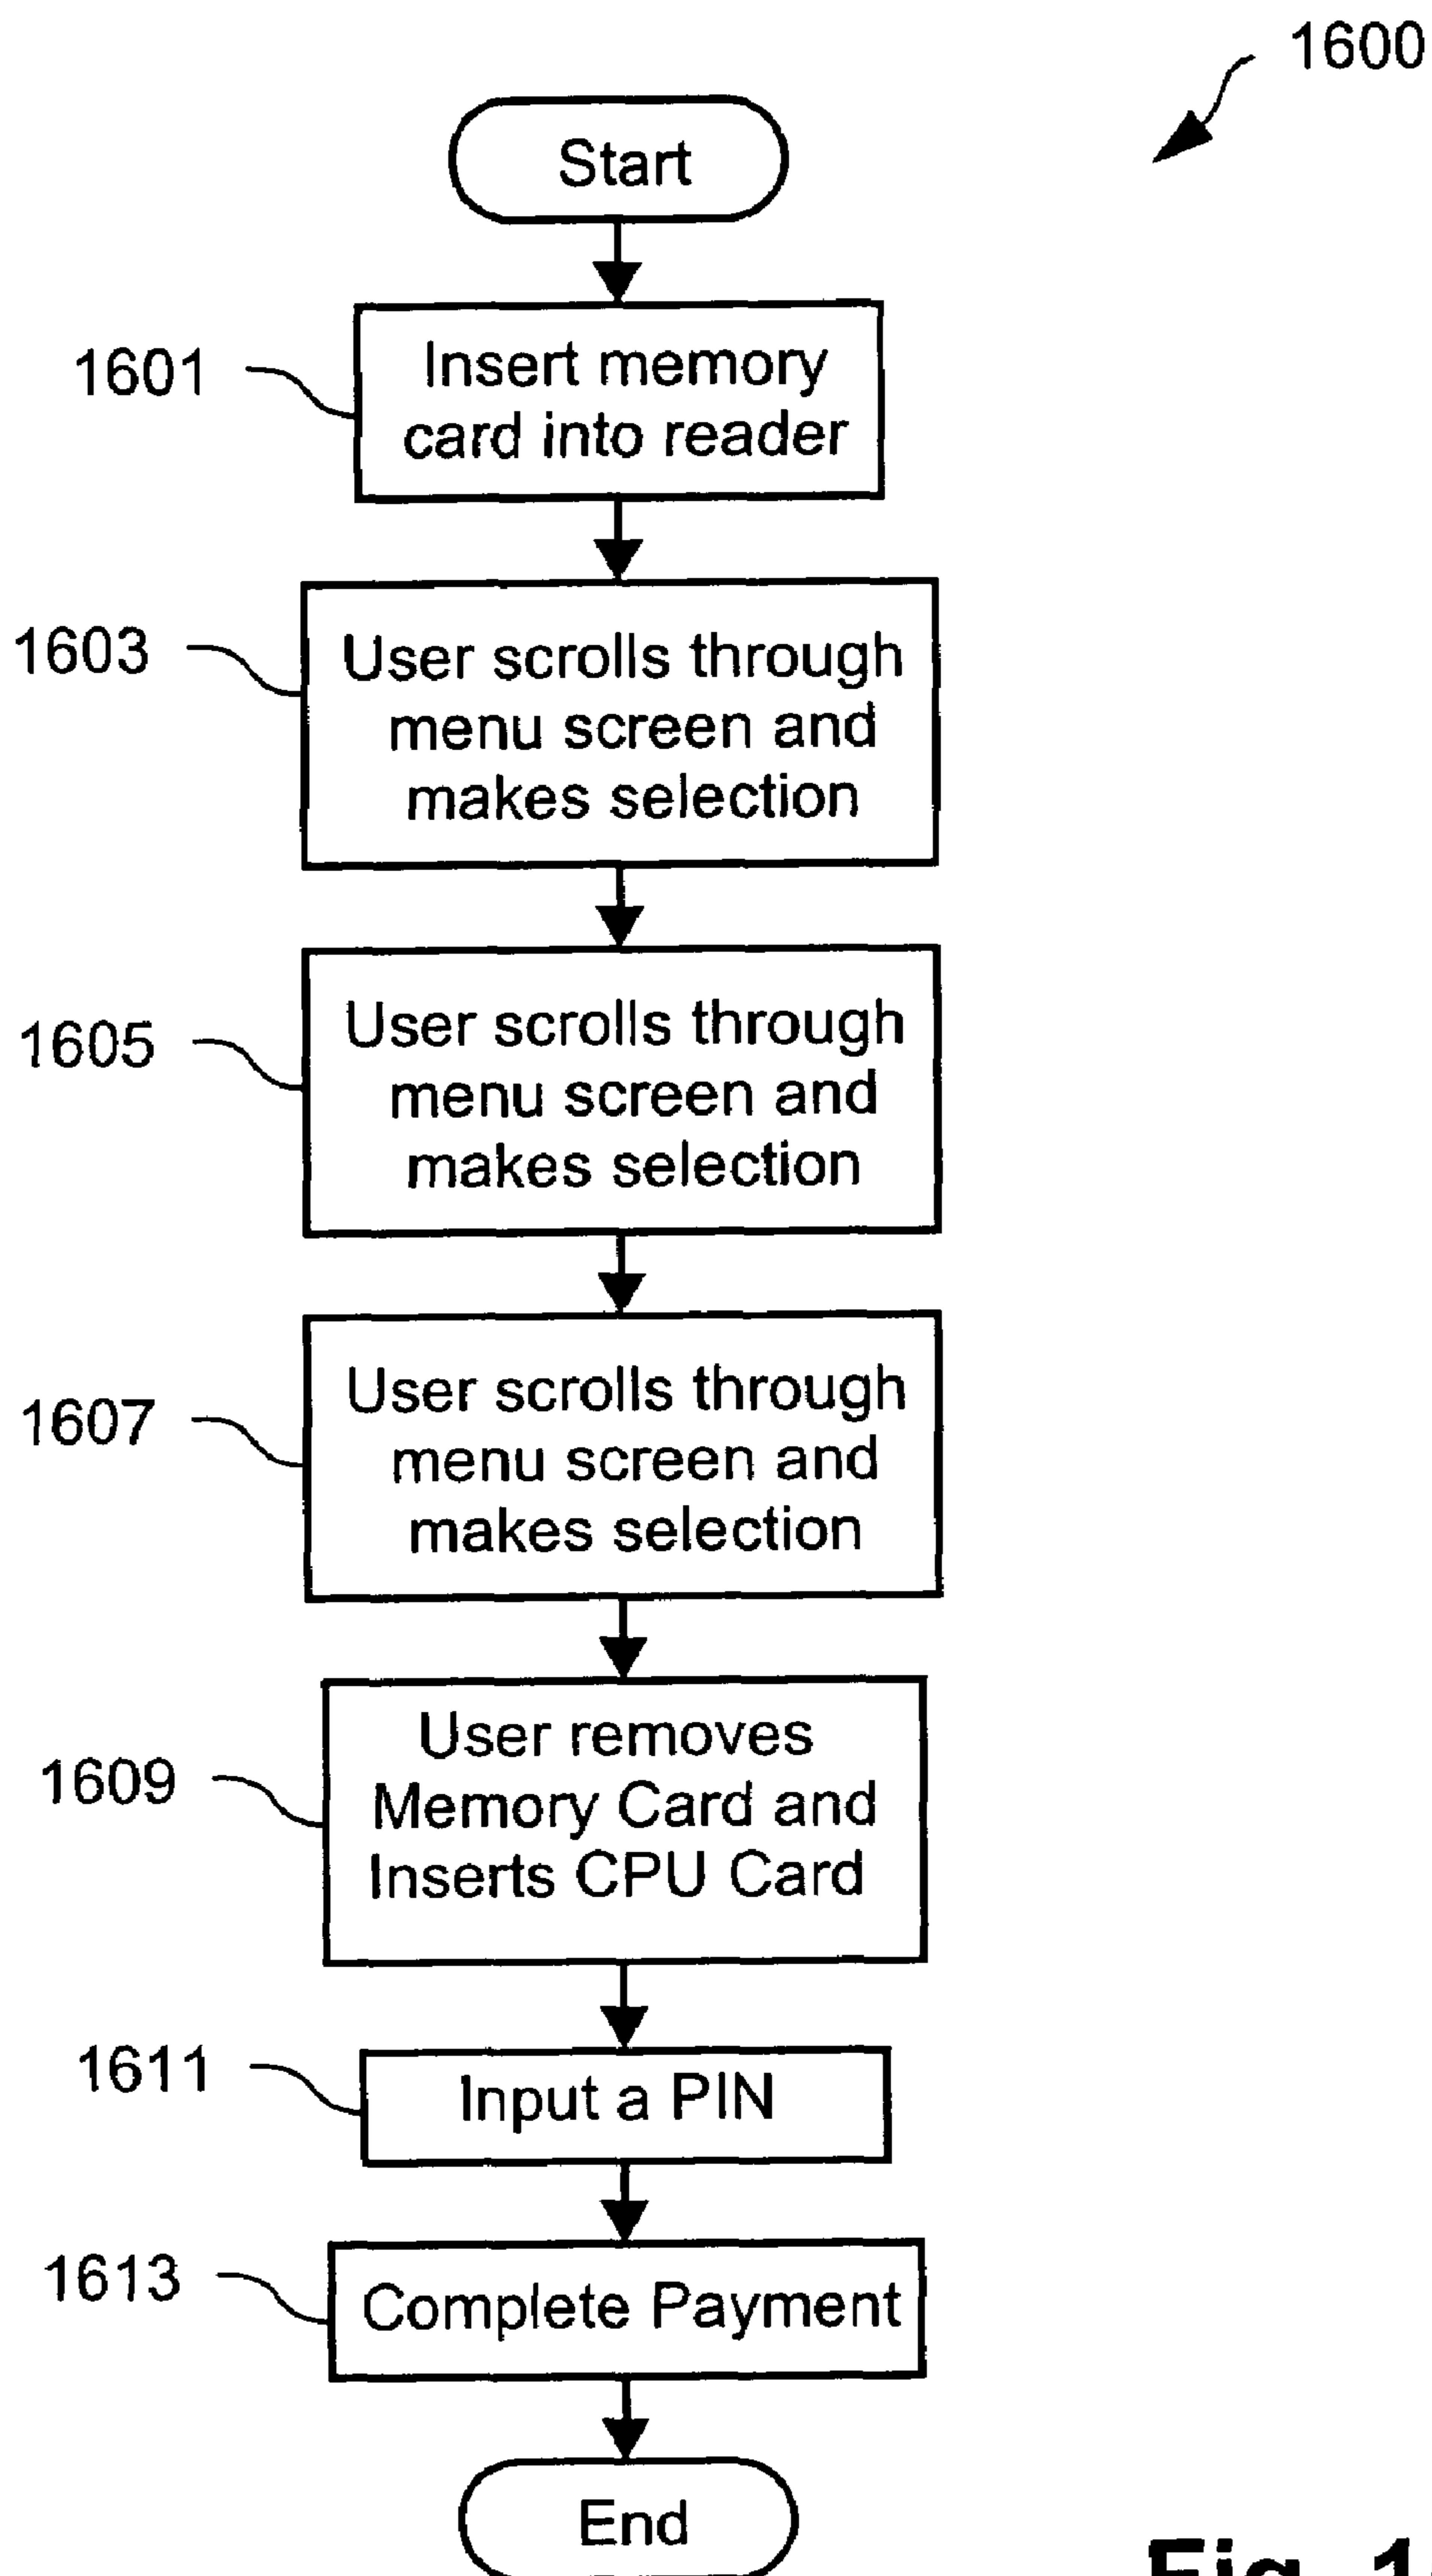 1600
Start
1601
Insert memory
card into reader
1603
User scrolls through
menu screen and
makes selection
1605
User scrolls through
menu screen and
makes selection
1607
User scrolls through
menu screen and
makes selection
1609
User removes
Memory Card and
Inserts CPU Card
1611
Input a PIN
1613
Complete Payment
End
Fig.